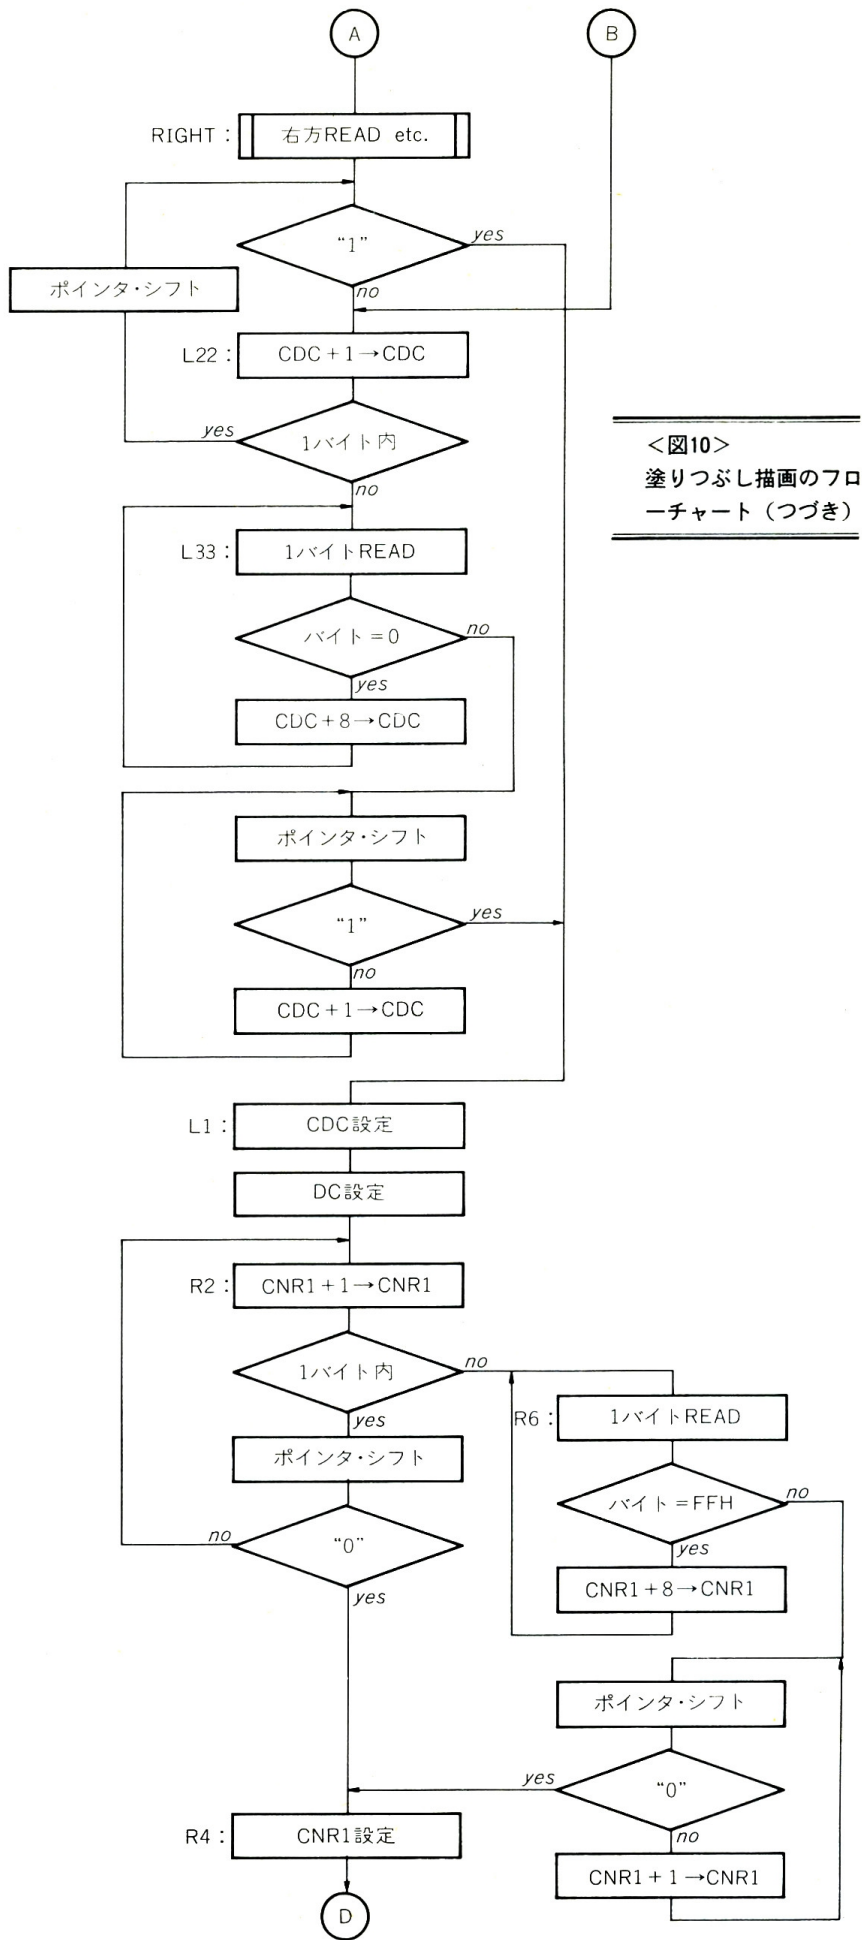 A
B
RIGHT : 右方READ etc.
"1"
yes
no
ポインタ・シフト
L22 : CDC + 1 → CDC
1バイト内
yes
no
<図10>
塗りつぶし描画のフロ
ーチャート (つづき)
L33 : 1バイトREAD
バイト = 0
no
yes
CDC + 8 → CDC
ポインタ・シフト
"1"
yes
no
CDC + 1 → CDC
L1 : CDC設定
DC設定
R2 : CNR1 + 1 → CNR1
1バイト内
no
yes
ポインタ・シフト
"0"
no
yes
R6 : 1バイトREAD
バイト = FFH
no
yes
CNR1 + 8 → CNR1
ポインタ・シフト
"0"
yes
no
CNR1 + 1 → CNR1
R4 : CNR1設定
D